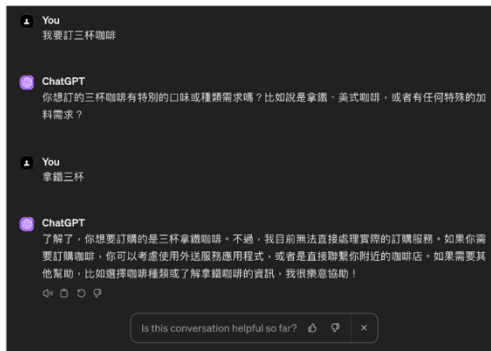 You
我要訂三杯咖啡
ChatGPT
你想訂的三杯咖啡有特別的口味或種類需求嗎？比如說是拿鐵、美式咖啡，或者有任何特殊的加
料需求？
You
拿鐵三杯
ChatGPT
了解了，你想要訂購的是三杯拿鐵咖啡。不過，我目前無法直接處理實際的訂購服務。如果你需
要訂購咖啡，你可以考慮使用外送服務應用程式，或者是直接聯繫你附近的咖啡店。如果需要其
他幫助，比如選擇咖啡種類或了解拿鐵咖啡的資訊，我很樂意協助！
Is this conversation helpful so far?